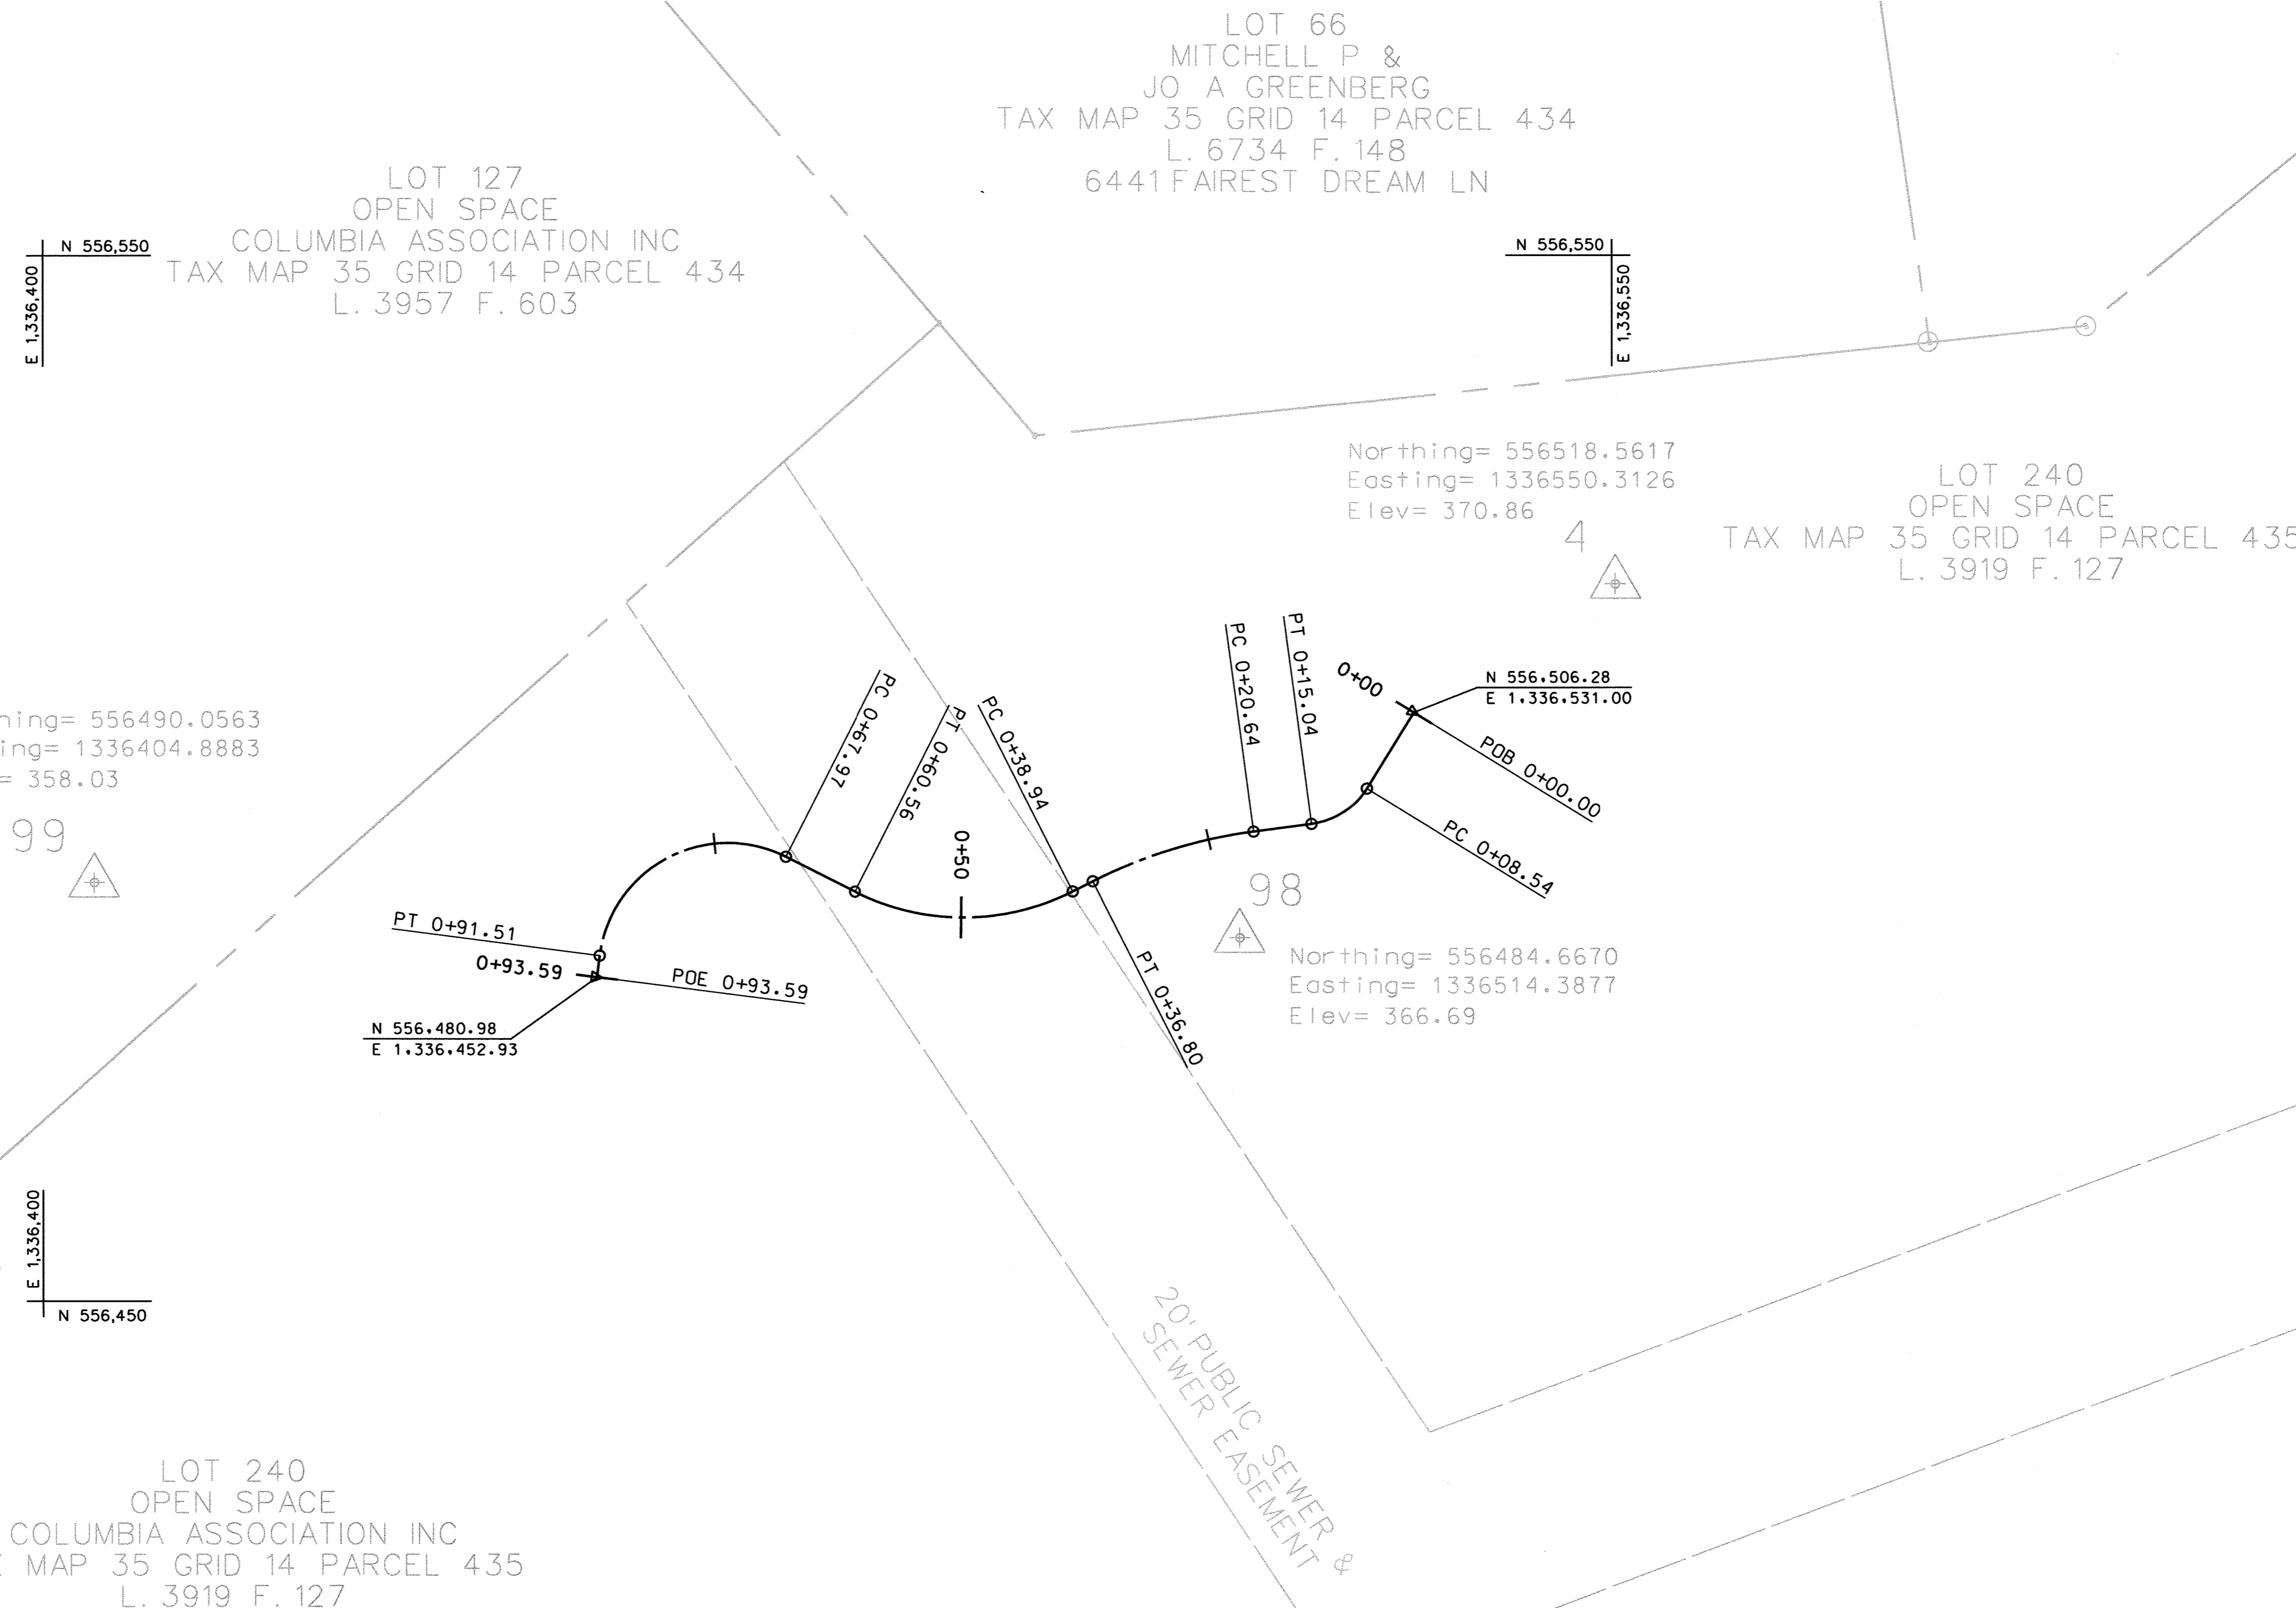 LOT 66
MITCHELL P &
JO A GREENBERG
TAX MAP 35 GRID 14 PARCEL 434
L. 6734 F. 148
6441 FAIREST DREAM LN
LOT 127
OPEN SPACE
COLUMBIA ASSOCIATION INC
TAX MAP 35 GRID 14 PARCEL 434
L. 3957 F. 603
N 556,550
E 1,336,400
N 556,550
E 1,336,550
Northing= 556518.5617
Easting= 1336550.3126
Elev= 370.86
4
LOT 240
OPEN SPACE
TAX MAP 35 GRID 14 PARCEL 435
L. 3919 F. 127
N 556,506.28
E 1,336,531.00
0+00
POB 0+00.00
PC 0+08.54
PT 0+15.04
PC 0+20.64
PT 0+36.80
PC 0+38.94
0+50
PT 0+60.56
PC 0+67.97
PT 0+91.51
0+93.59
POE 0+93.59
N 556,480.98
E 1,336,452.93
hing= 556490.0563
ing= 1336404.8883
= 358.03
99
98
Northing= 556484.6670
Easting= 1336514.3877
Elev= 366.69
E 1,336,400
N 556,450
20' PUBLIC SEWER &
SEWER EASEMENT
LOT 240
OPEN SPACE
COLUMBIA ASSOCIATION INC
MAP 35 GRID 14 PARCEL 435
L. 3919 F. 127